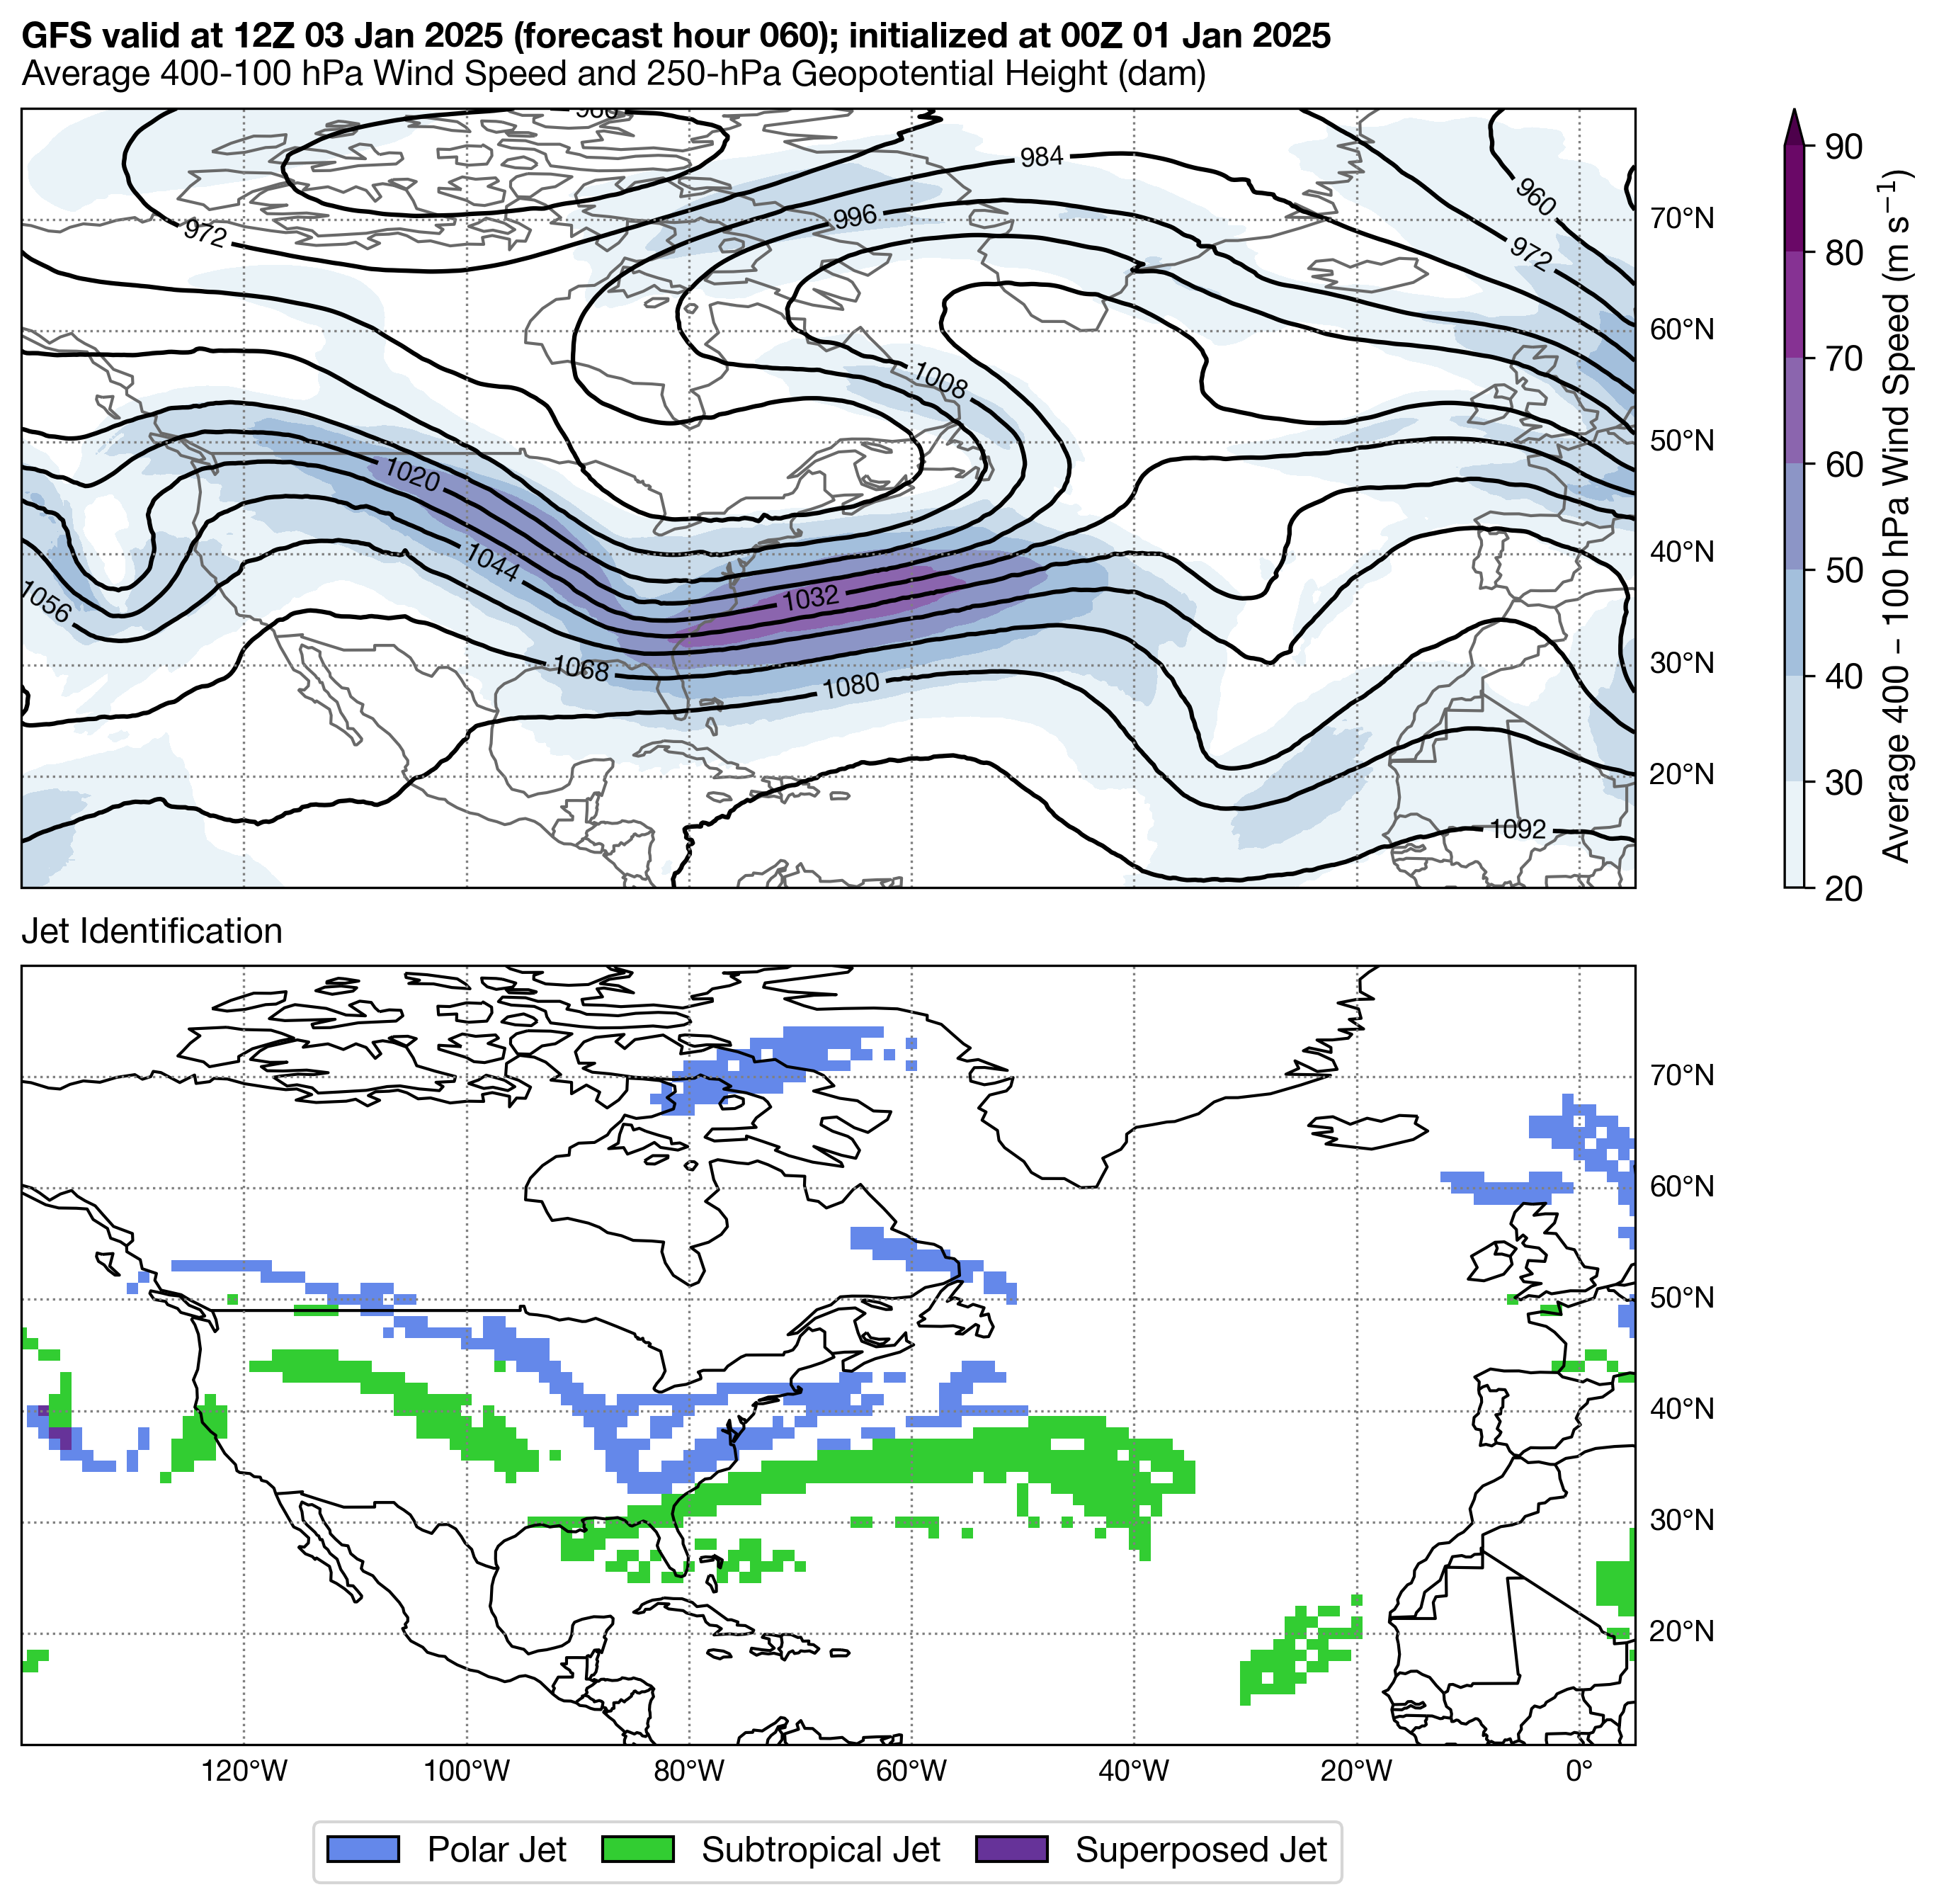 GFS valid at 12Z 03 Jan 2025 (forecast hour 060); initialized at 00Z 01 Jan 2025
Average 400-100 hPa Wind Speed and 250-hPa Geopotential Height (dam)
984
996
972
960
972
1008
1020
1044
1056
1032
1068
1080
1092
70°N
60°N
50°N
40°N
30°N
20°N
90
80
70
60
50
40
30
20
Average 400 – 100 hPa Wind Speed (m s⁻¹)
Jet Identification
70°N
60°N
50°N
40°N
30°N
20°N
120°W 100°W 80°W 60°W 40°W 20°W 0°
Polar Jet Subtropical Jet Superposed Jet